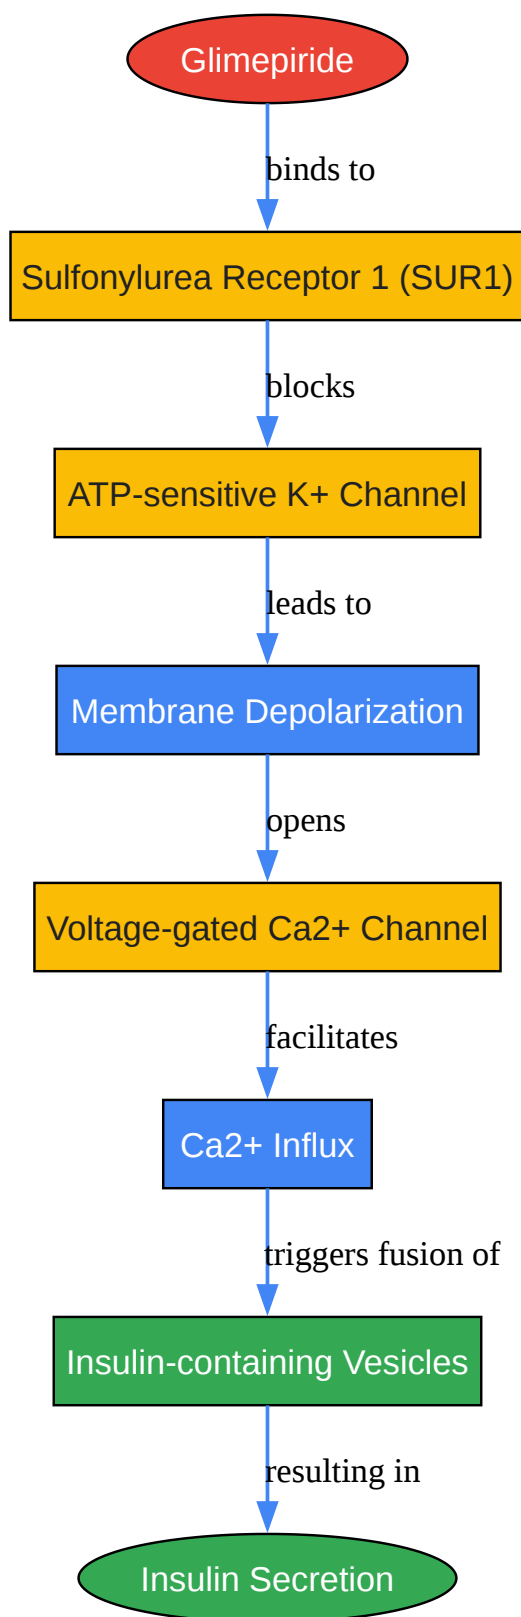 Glimepiride
binds to
Sulfonylurea Receptor 1 (SUR1)
blocks
ATP-sensitive K+ Channel
leads to
Membrane Depolarization
opens
Voltage-gated Ca2+ Channel
facilitates
Ca2+ Influx
triggers fusion of
Insulin-containing Vesicles
resulting in
Insulin Secretion